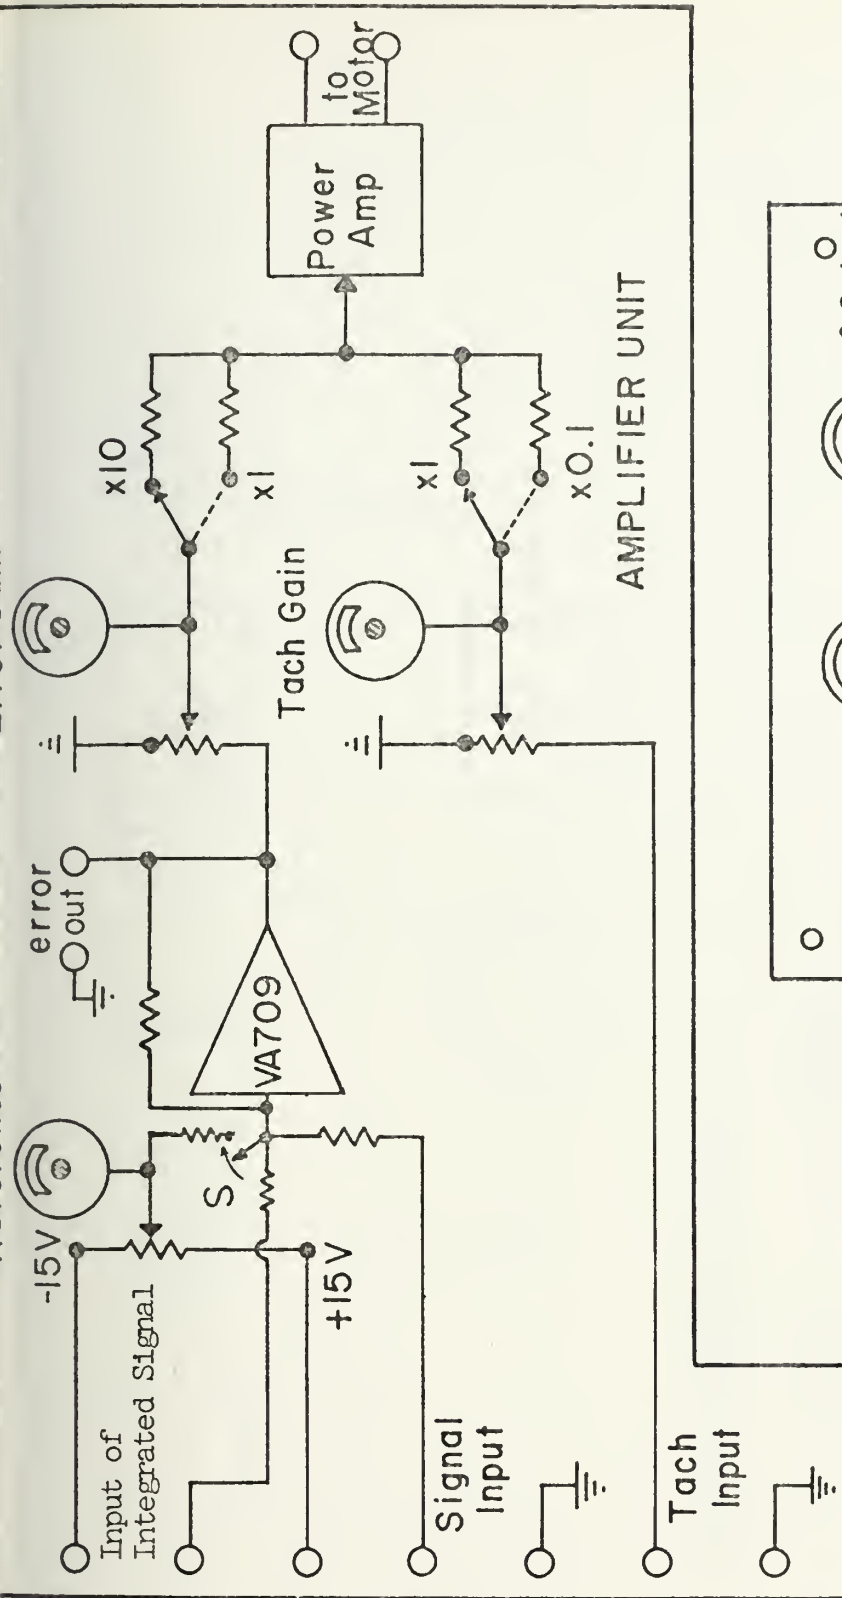 -15V
Input of
Integrated Signal
+15V
S
Signal
Input
Tach
Input
error
out
VA709
Tach Gain
x10
x1
x1
x0.1
Power
Amp
to
Motor
AMPLIFIER UNIT